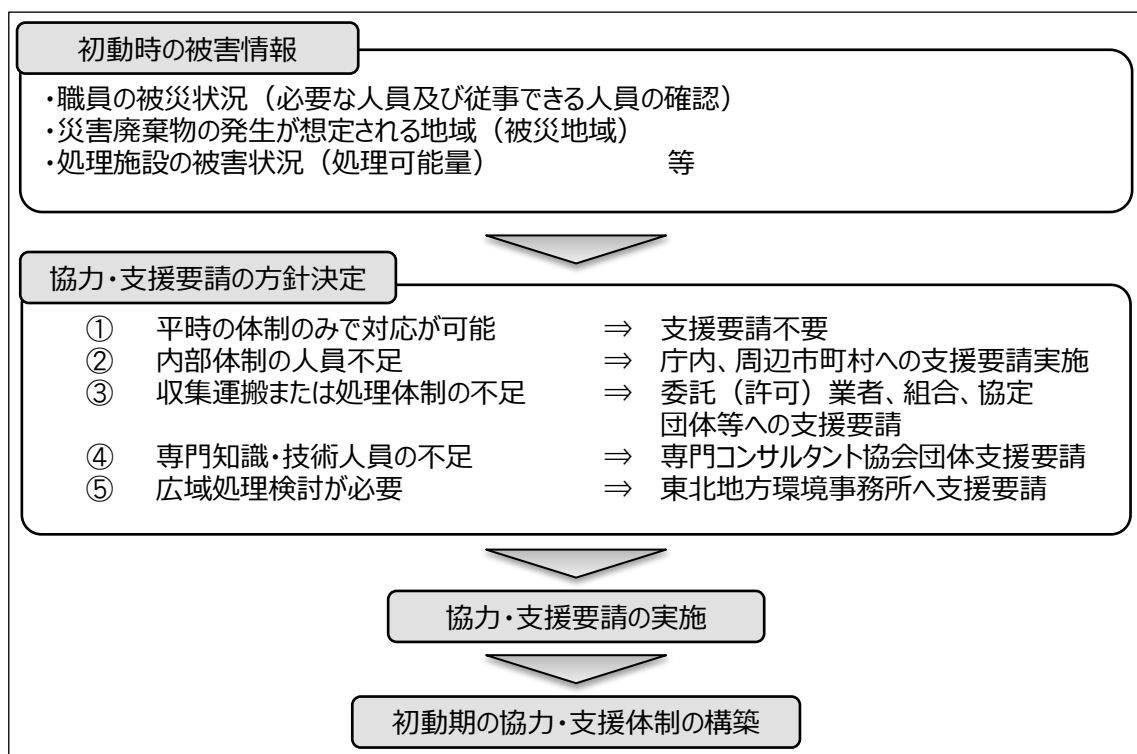 初動時の被害情報
・職員の被災状況（必要な人員及び従事できる人員の確認）
・災害廃棄物の発生が想定される地域（被災地域）
・処理施設の被害状況（処理可能量） 等
協力・支援要請の方針決定
① 平時の体制のみで対応が可能 ⇒ 支援要請不要
② 内部体制の人員不足 ⇒ 庁内、周辺市町村への支援要請実施
③ 収集運搬または処理体制の不足 ⇒ 委託（許可）業者、組合、協定
団体等への支援要請
④ 専門知識・技術人員の不足 ⇒ 専門コンサルタント協会団体支援要請
⑤ 広域処理検討が必要 ⇒ 東北地方環境事務所へ支援要請
協力・支援要請の実施
初動期の協力・支援体制の構築